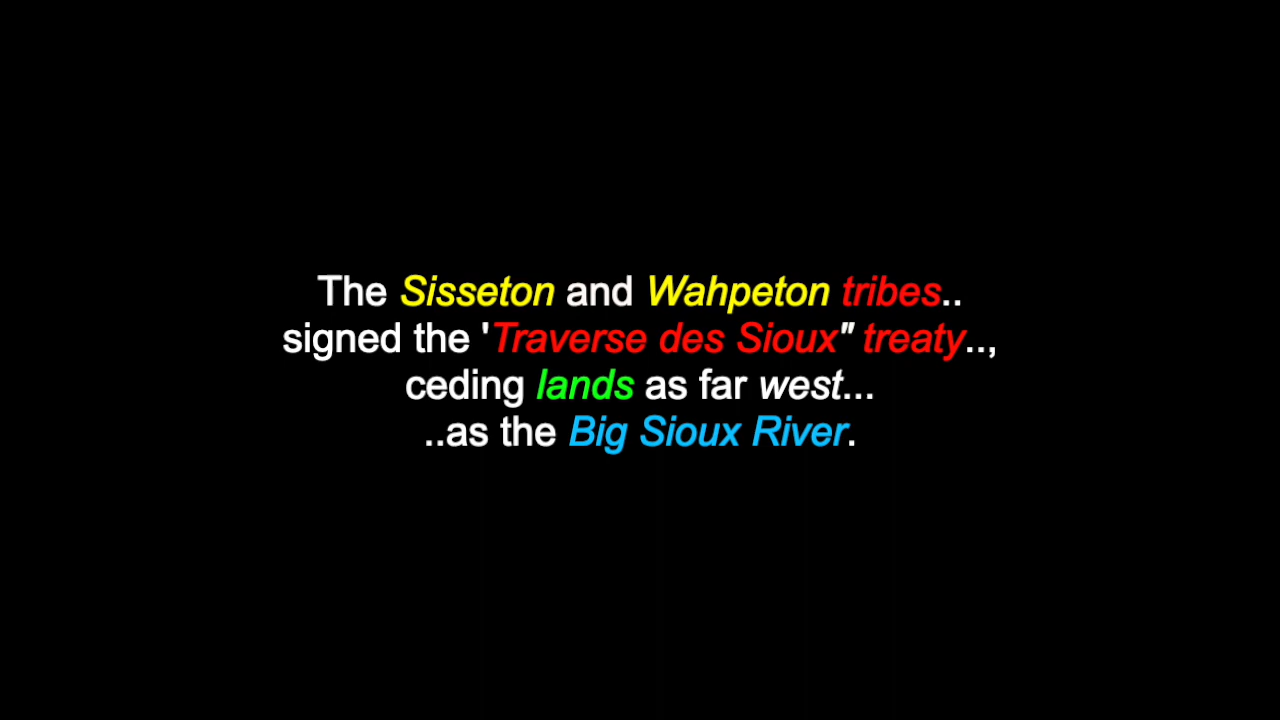 The Sisseton and Wahpeton tribes..
signed the 'Traverse des Sioux" treaty..,
ceding lands as far west...
..as the Big Sioux River.